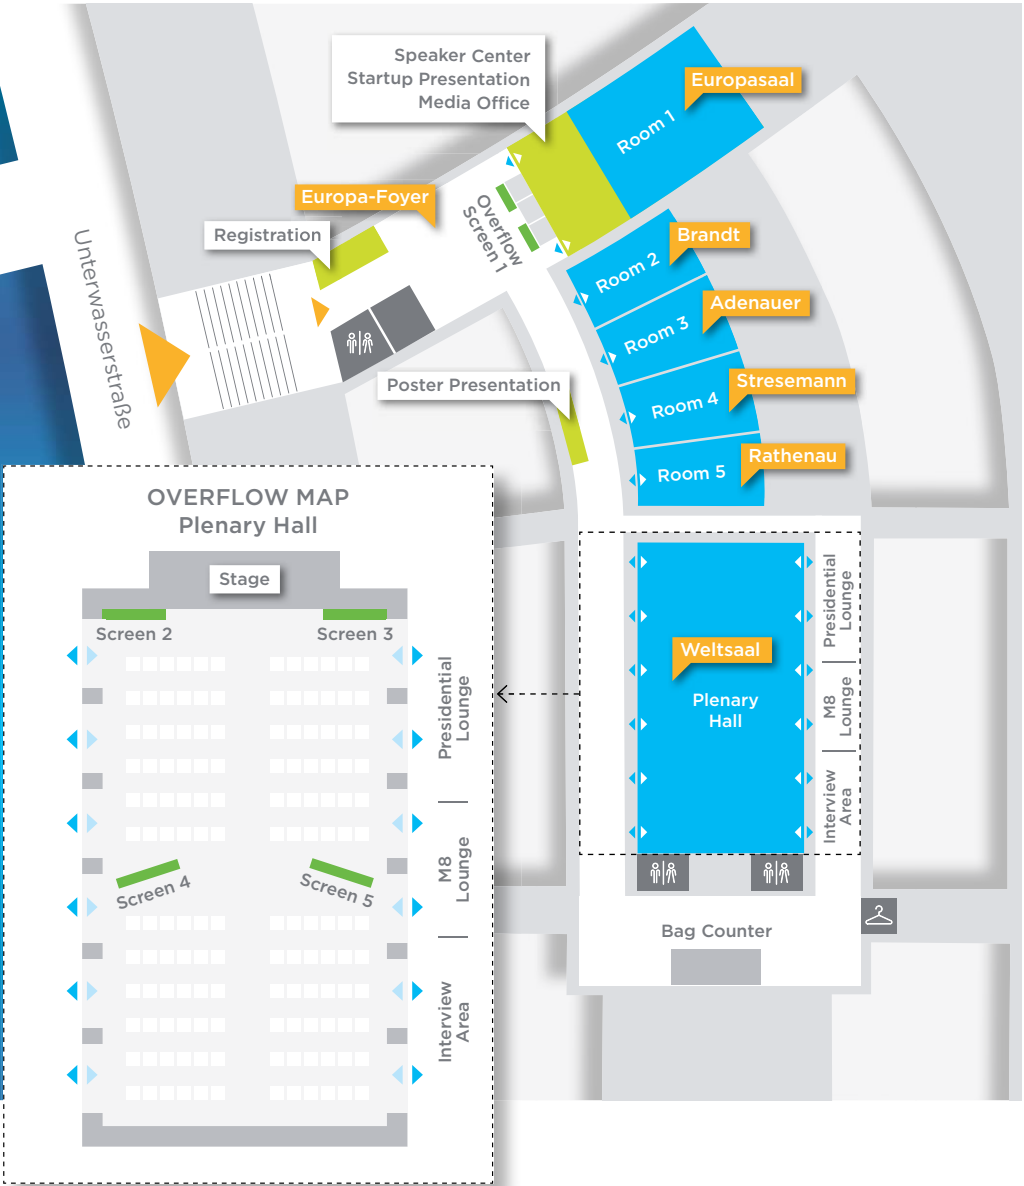 Speaker Center
Startup Presentation
Media Office
Europasaal
Room 1
Europa-Foyer
Overflow
Screen 1
Registration
Brandt
Room 2
Adenauer
Room 3
Unterwasserstraße
Poster Presentation
Stresemann
Room 4
Rathenau
Room 5
OVERFLOW MAP
Plenary Hall
Stage
Screen 2
Screen 3
Presidential
Lounge
M8
Lounge
Interview
Area
Screen 4
Screen 5
Weltsaal
Plenary
Hall
Presidential
Lounge
M8
Lounge
Interview
Area
Bag Counter